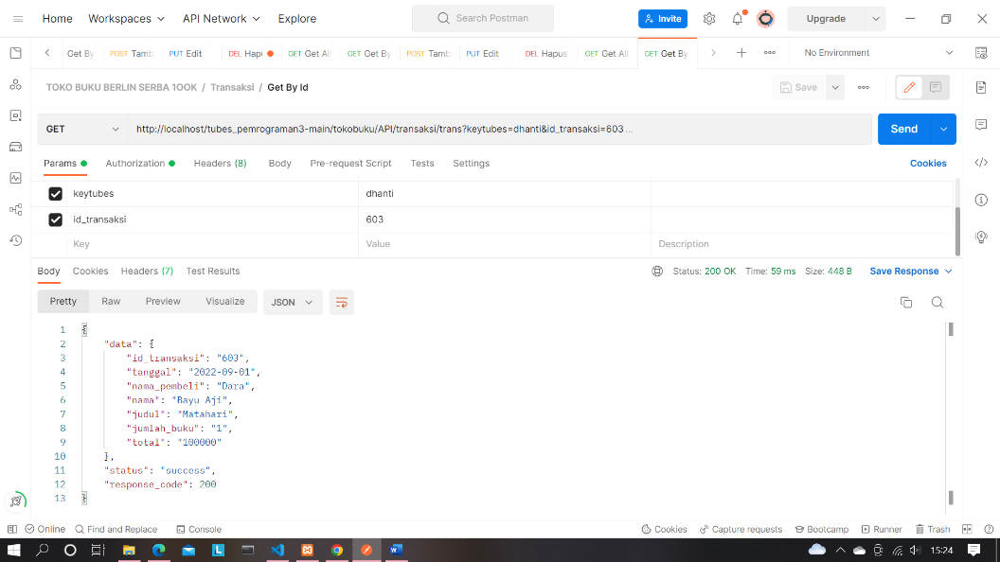 Home Workspaces API Network Explore Search Postman Invite Upgrade
Get By POST Tamb PUT Edit DEL Hapu GET Get All GET Get By POST Tamb PUT Edit DEL Hapus GET Get All GET Get By No Environment
TOKO BUKU BERLIN SERBA 1OOK / Transaksi / Get By Id Save
GET http://localhost/tubes_pemrograman3-main/tokobuku/API/transaksi/trans?keytubes=dhanti&id_transaksi=603 ... Send
Params Authorization Headers (8) Body Pre-request Script Tests Settings Cookies
keytubes dhanti
id_transaksi 603
Key Value Description
Body Cookies Headers (7) Test Results Status: 200 OK Time: 59 ms Size: 448 B Save Response
Pretty Raw Preview Visualize JSON
1 {
2 "data": {
3 "id_transaksi": "603",
4 "tanggal": "2022-09-01",
5 "nama_pembeli": "Dara",
6 "nama": "Bayu Aji",
7 "judul": "Matahari",
8 "jumlah_buku": "1",
9 "total": "100000"
10 },
11 "status": "success",
12 "response_code": 200
13 }
Online Find and Replace Console Cookies Capture requests Bootcamp Runner Trash
15:24